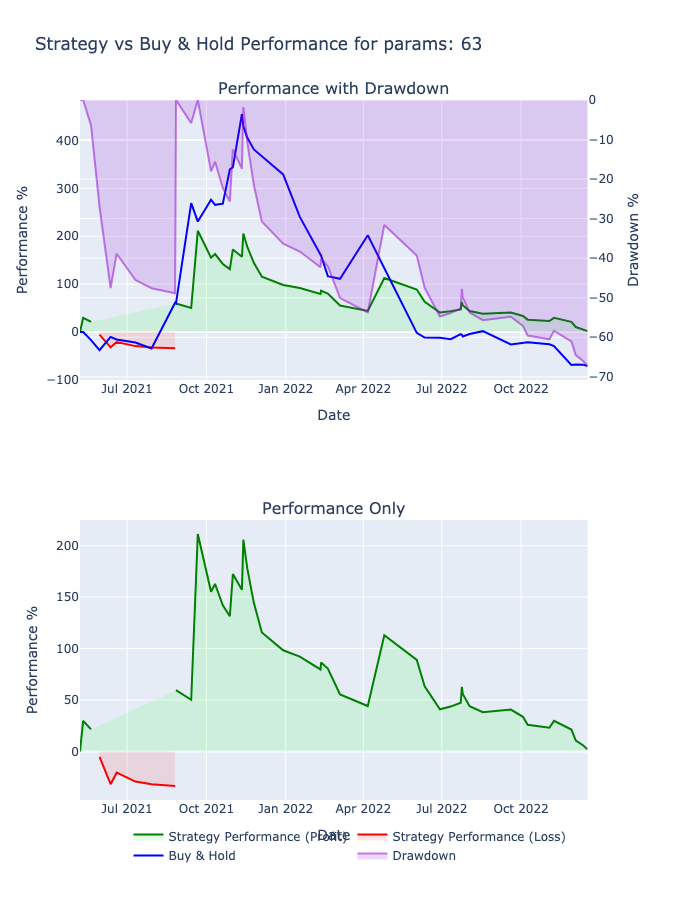 Strategy vs Buy & Hold Performance for params: 63
Performance with Drawdown
400
300
200
100
0
−100
Performance %
0
−10
−20
−30
−40
−50
−60
−70
Drawdown %
Jul 2021 Oct 2021 Jan 2022 Apr 2022 Jul 2022 Oct 2022
Date
Performance Only
200
150
100
50
0
Performance %
Jul 2021 Oct 2021 Jan 2022 Apr 2022 Jul 2022 Oct 2022
Date
Strategy Performance (Profit) Strategy Performance (Loss)
Buy & Hold Drawdown